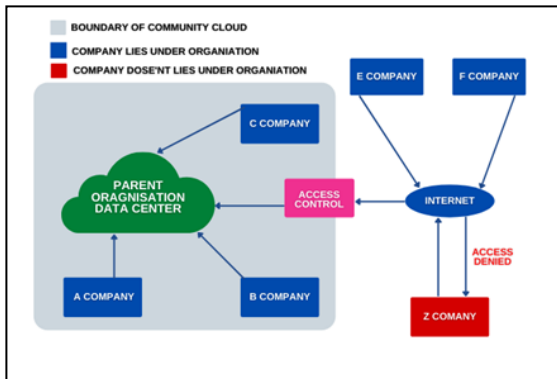 BOUNDARY OF COMMUNITY CLOUD
COMPANY LIES UNDER ORGANIATION
COMPANY DOSE'NT LIES UNDER ORGANIATION
E COMPANY
F COMPANY
C COMPANY
PARENT
ORAGNISATION
DATA CENTER
ACCESS
CONTROL
INTERNET
ACCESS
DENIED
A COMPANY
B COMPANY
Z COMANY